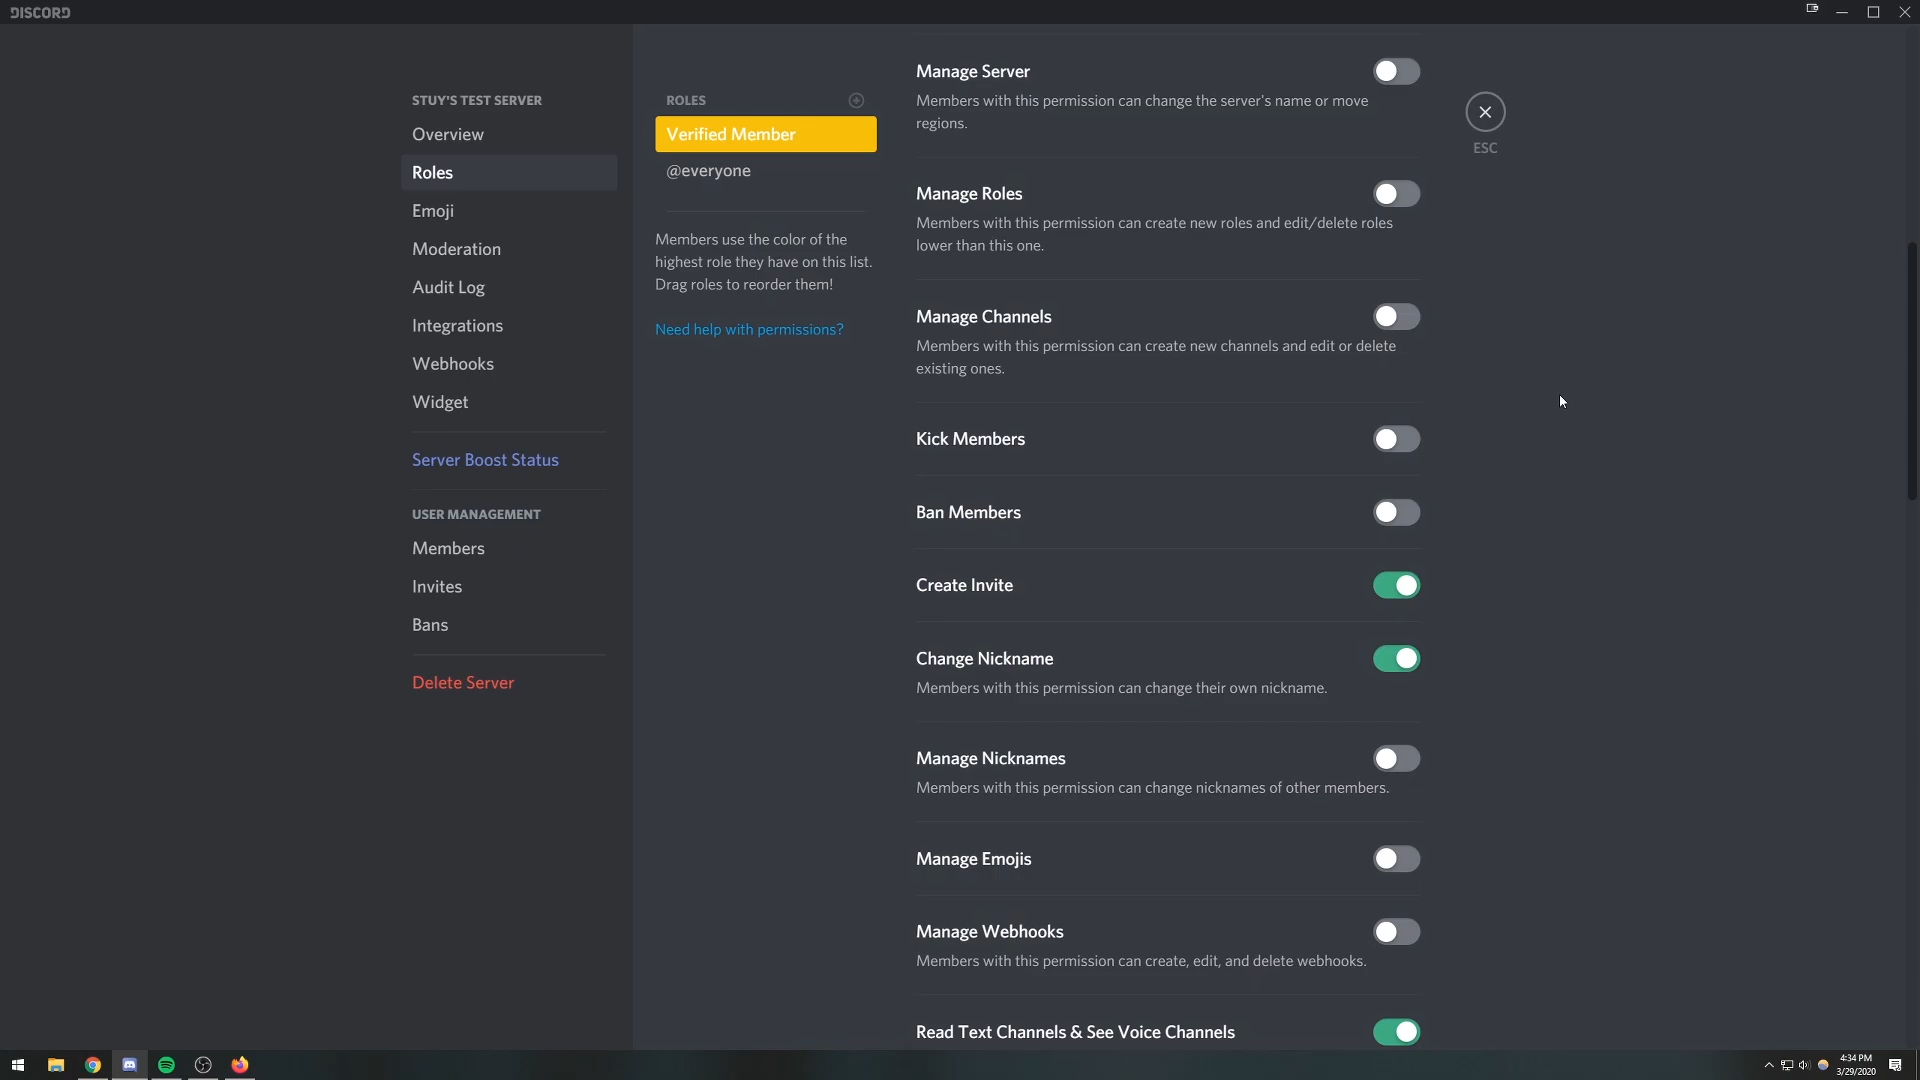 DISCORD
STUY'S TEST SERVER
Overview
Roles
Emoji
Moderation
Audit Log
Integrations
Webhooks
Widget
Server Boost Status
USER MANAGEMENT
Members
Invites
Bans
Delete Server
ROLES
Verified Member
@everyone
Members use the color of the
highest role they have on this list.
Drag roles to reorder them!
Need help with permissions?
Manage Server
Members with this permission can change the server's name or move
regions.
Manage Roles
Members with this permission can create new roles and edit/delete roles
lower than this one.
Manage Channels
Members with this permission can create new channels and edit or delete
existing ones.
Kick Members
Ban Members
Create Invite
Change Nickname
Members with this permission can change their own nickname.
Manage Nicknames
Members with this permission can change nicknames of other members.
Manage Emojis
Manage Webhooks
Members with this permission can create, edit, and delete webhooks.
Read Text Channels & See Voice Channels
ESC
4:34 PM
3/29/2020